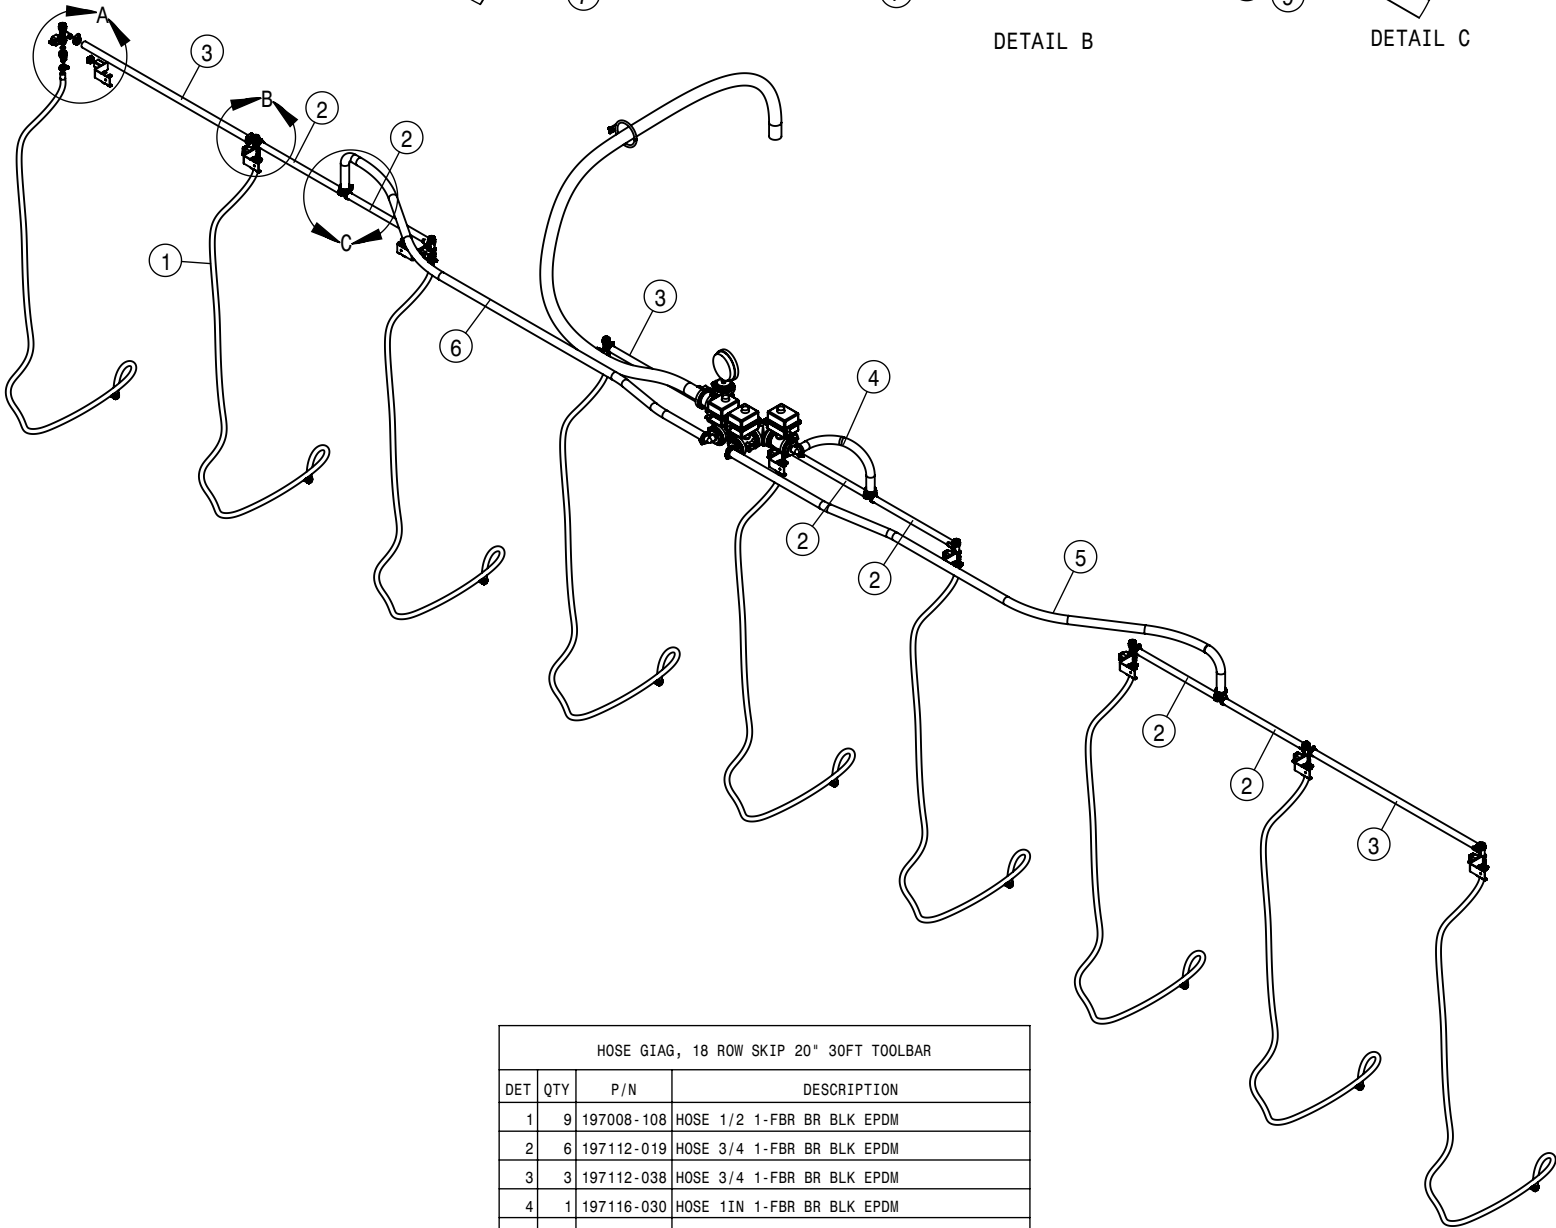 DETAIL B
DETAIL C
A
3
B
2
2
C
1
3
6
4
2
2
5
2
2
3
HOSE GIAG, 18 ROW SKIP 20" 30FT TOOLBAR
DET QTY P/N DESCRIPTION
1 9 197008-108 HOSE 1/2 1-FBR BR BLK EPDM
2 6 197112-019 HOSE 3/4 1-FBR BR BLK EPDM
3 3 197112-038 HOSE 3/4 1-FBR BR BLK EPDM
4 1 197116-030 HOSE 1IN 1-FBR BR BLK EPDM